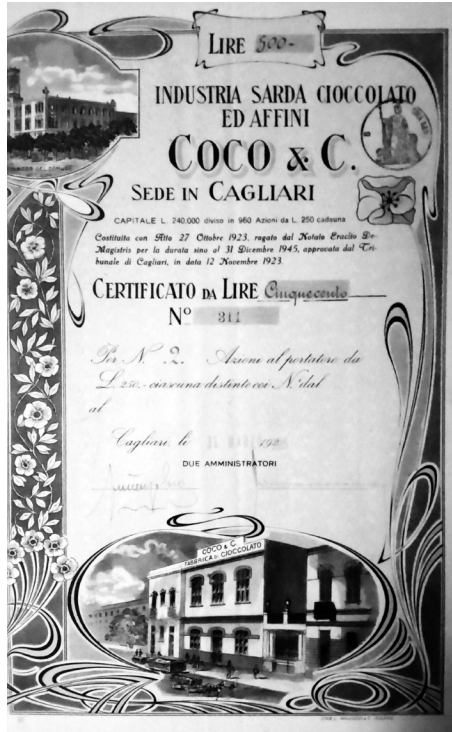 LIRE 500-
INDUSTRIA SARDA CIOCCOLATO
ED AFFINI
COCO & C.
SEDE IN CAGLIARI
CAPITALE L. 240.000 diviso in 960 Azioni da L. 250 cadauna
Costituita con Atto 27 Ottobre 1923, rogato dal Notaio Eraclio De-
Magistris per la durata sino al 31 Dicembre 1945, approvata dal Tri-
bunale di Cagliari, in data 12 Novembre 1923.
CERTIFICATO DA LIRE Cinquecento
N° 311
Per N. 2. Azioni al portatore da
L. 250.- ciascuna distinte coi N. dal
al
Cagliari, li
DUE AMMINISTRATORI
COCO & C.
FABBRICA DI CIOCCOLATO